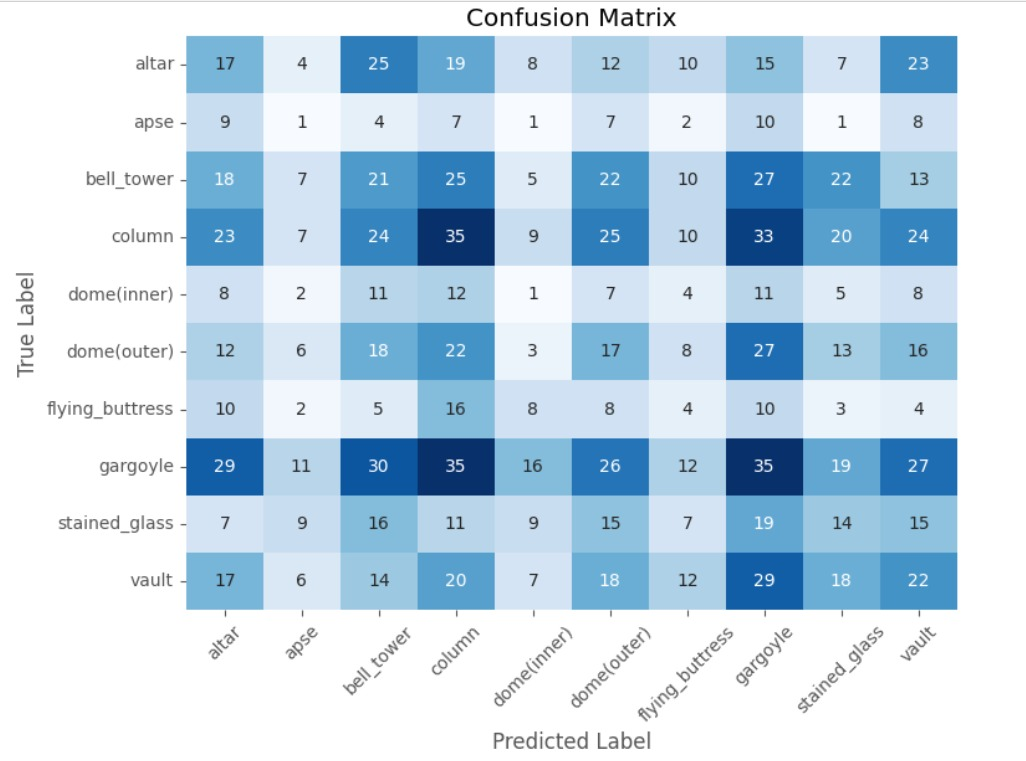 Confusion Matrix
altar 17 4 25 19 8 12 10 15 7 23
apse 9 1 4 7 1 7 2 10 1 8
bell_tower 18 7 21 25 5 22 10 27 22 13
column 23 7 24 35 9 25 10 33 20 24
dome(inner) 8 2 11 12 1 7 4 11 5 8
dome(outer) 12 6 18 22 3 17 8 27 13 16
flying_buttress 10 2 5 16 8 8 4 10 3 4
gargoyle 29 11 30 35 16 26 12 35 19 27
stained_glass 7 9 16 11 9 15 7 19 14 15
vault 17 6 14 20 7 18 12 29 18 22
True Label
altar apse bell_tower column dome(inner) dome(outer) flying_buttress gargoyle stained_glass vault
Predicted Label